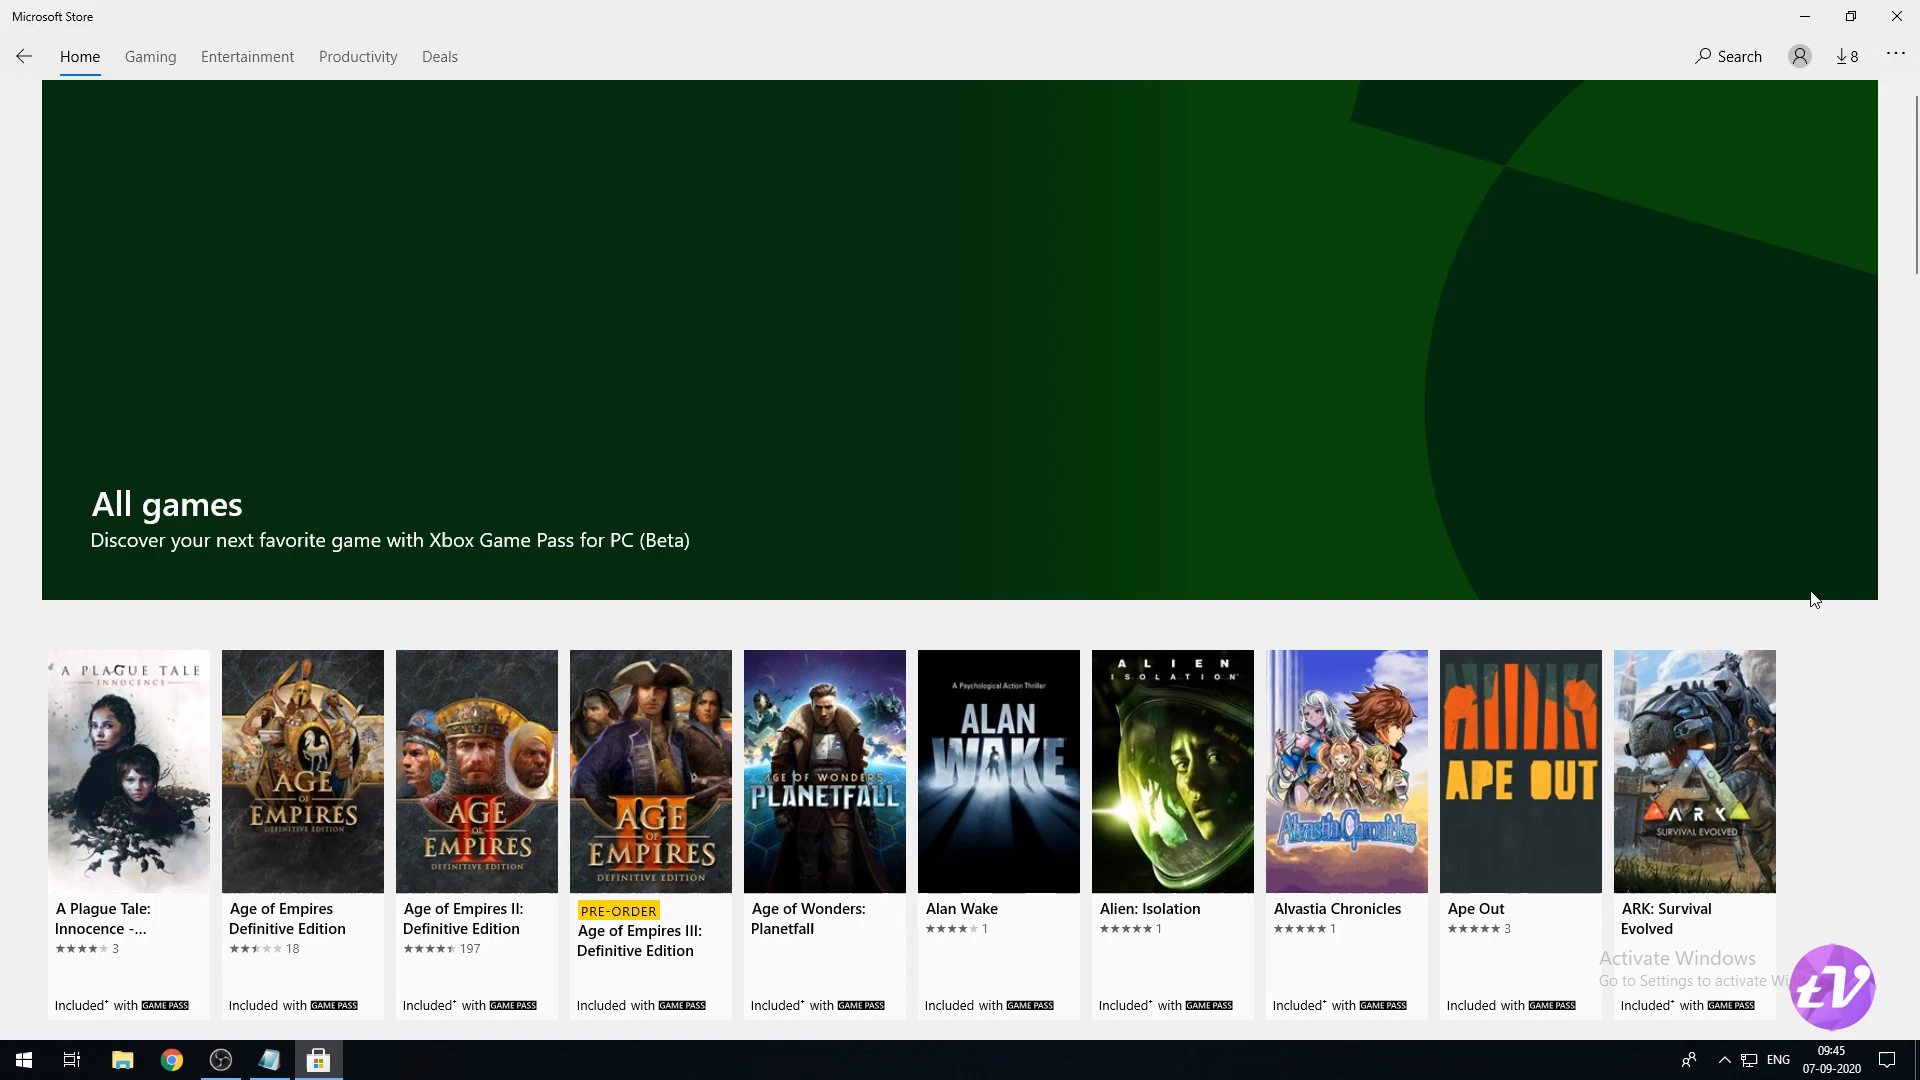 Microsoft Store
Home Gaming Entertainment Productivity Deals
Search
8
All games
Discover your next favorite game with Xbox Game Pass for PC (Beta)
A PLAGUE TALE
INNOCENCE
AGE
OF
EMPIRES
DEFINITIVE EDITION
II
AGE
OF
EMPIRES
DEFINITIVE EDITION
III
AGE
OF
EMPIRES
DEFINITIVE EDITION
AGE OF WONDERS
PLANETFALL
A Psychological Action Thriller
ALAN
WAKE
ALIEN
ISOLATION
Alvastia Chronicles
APE OUT
ARK
SURVIVAL EVOLVED
A Plague Tale:
Innocence -...
3
Included+ with GAME PASS
Age of Empires
Definitive Edition
18
Included with GAME PASS
Age of Empires II:
Definitive Edition
197
Included+ with GAME PASS
PRE-ORDER
Age of Empires III:
Definitive Edition
Included with GAME PASS
Age of Wonders:
Planetfall
Included+ with GAME PASS
Alan Wake
1
Included with GAME PASS
Alien: Isolation
1
Included+ with GAME PASS
Alvastia Chronicles
1
Included+ with GAME PASS
Ape Out
3
Included with GAME PASS
ARK: Survival
Evolved
Included+ with GAME PASS
Activate Windows
Go to Settings to activate Wi
tV
ENG
09:45
07-09-2020